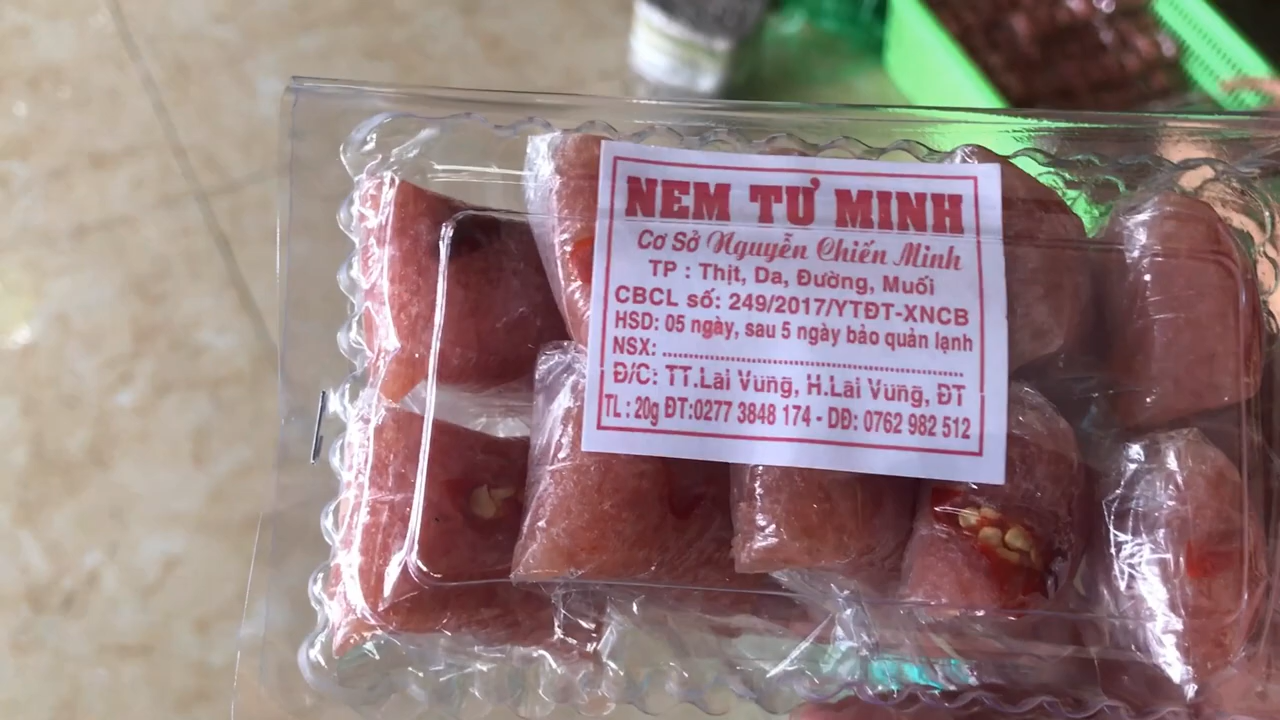 NEM TƯ MINH
Cơ Sở Nguyễn Chiến Minh
TP : Thịt, Da, Đường, Muối
CBCL số: 249/2017/YTĐT-XNCB
HSD: 05 ngày, sau 5 ngày bảo quản lạnh
NSX: ................................................
Đ/C: TT.Lai Vung, H.Lai Vung, ĐT
TL : 20g ĐT:0277 3848 174 - DĐ: 0762 982 512